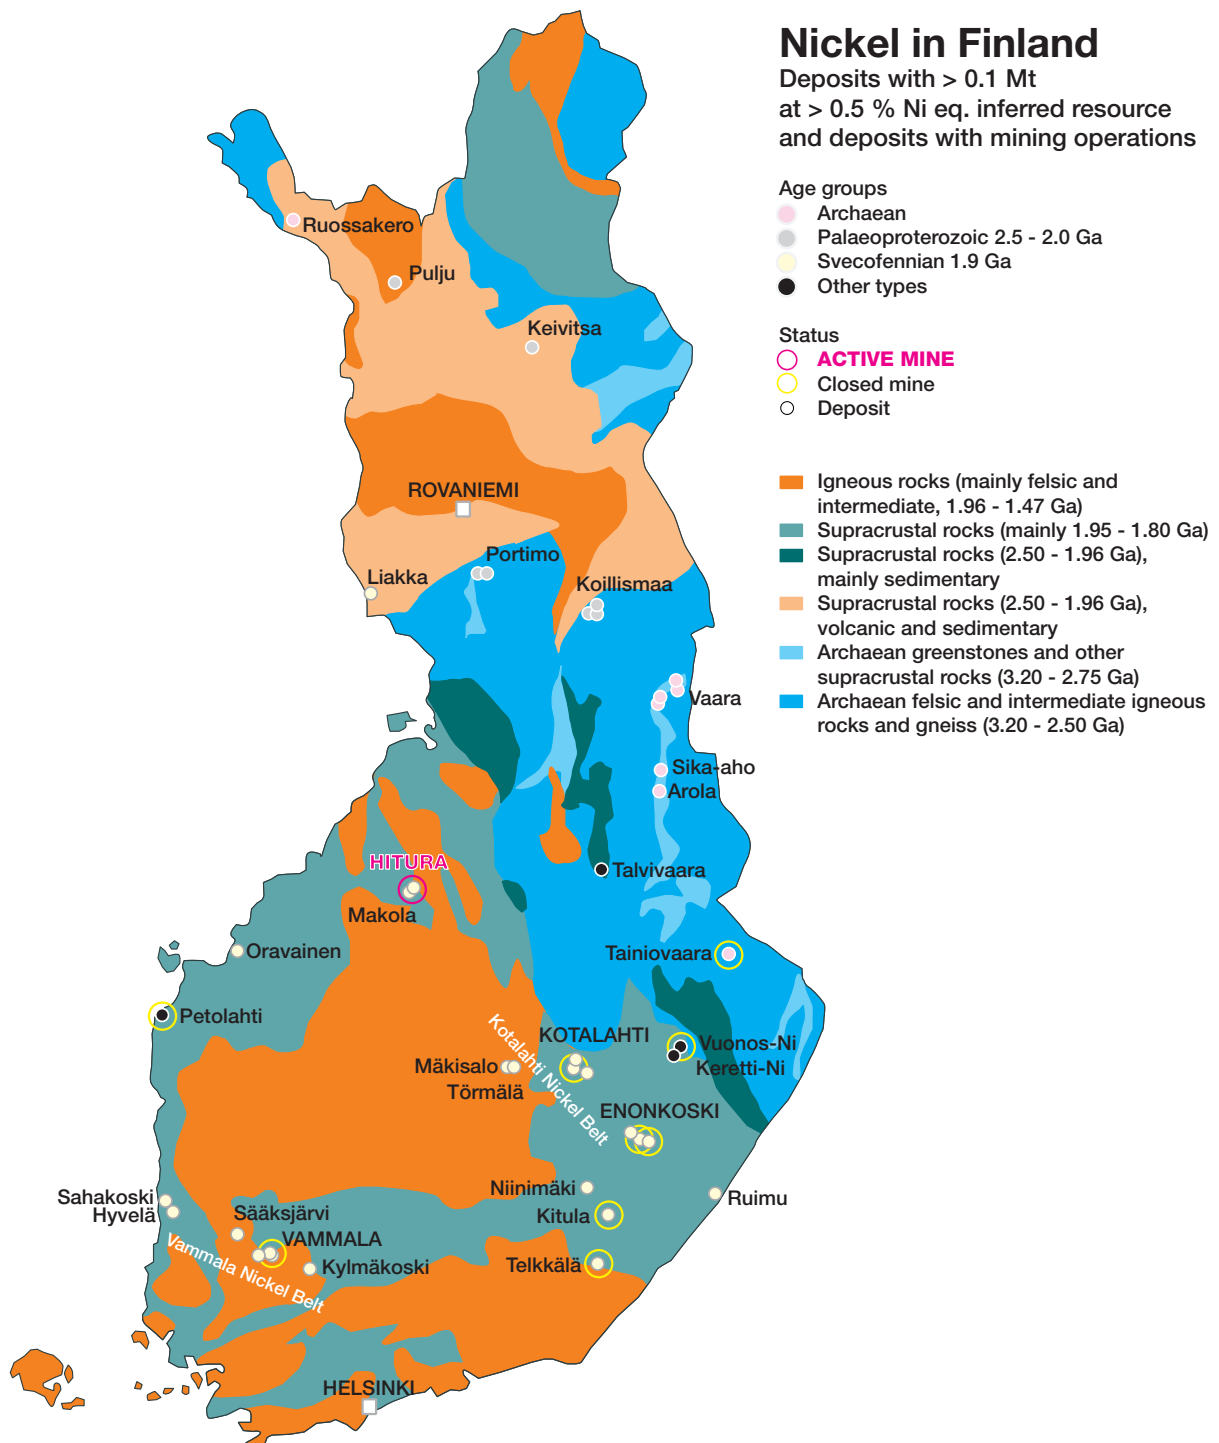 Nickel in Finland
Deposits with > 0.1 Mt
at > 0.5 % Ni eq. inferred resource
and deposits with mining operations
Age groups
Archaean
Palaeoproterozoic 2.5 - 2.0 Ga
Svecofennian 1.9 Ga
Other types
Status
ACTIVE MINE
Closed mine
Deposit
Igneous rocks (mainly felsic and
intermediate, 1.96 - 1.47 Ga)
Supracrustal rocks (mainly 1.95 - 1.80 Ga)
Supracrustal rocks (2.50 - 1.96 Ga),
mainly sedimentary
Supracrustal rocks (2.50 - 1.96 Ga),
volcanic and sedimentary
Archaean greenstones and other
supracrustal rocks (3.20 - 2.75 Ga)
Archaean felsic and intermediate igneous
rocks and gneiss (3.20 - 2.50 Ga)
Ruossakero
Pulju
Keivitsa
ROVANIEMI
Portimo
Liakka
Koillismaa
Vaara
Sika-aho
Arola
HITURA
Talvivaara
Makola
Oravainen
Tainiovaara
Petolahti
KOTALAHTI
Vuonos-Ni
Keretti-Ni
Kotalahti Nickel Belt
Mäkisalo
Törmälä
ENONKOSKI
Niinimäki
Ruimu
Sahakoski
Hyvelä
Kitula
Sääksjärvi
VAMMALA
Vammala Nickel Belt
Kylmäkoski
Telkkälä
HELSINKI